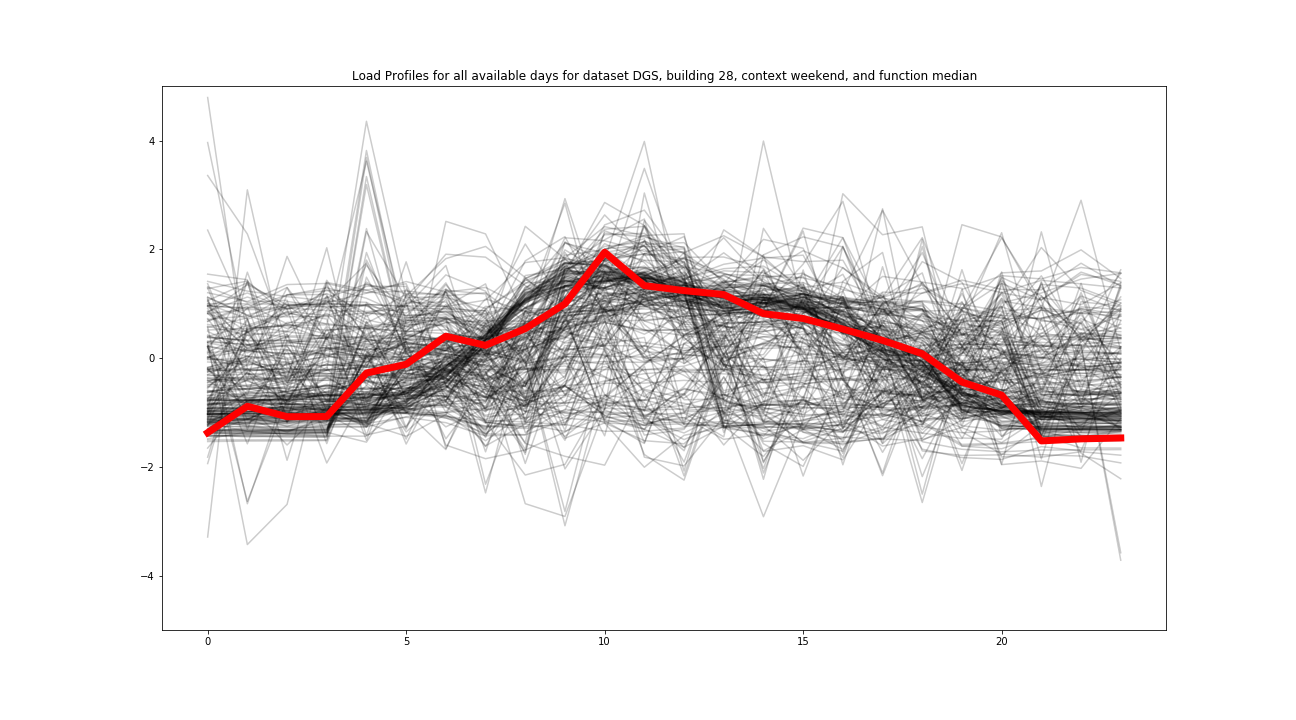 Load Profiles for all available days for dataset DGS, building 28, context weekend, and function median
4
2
0
−2
−4
0 5 10 15 20